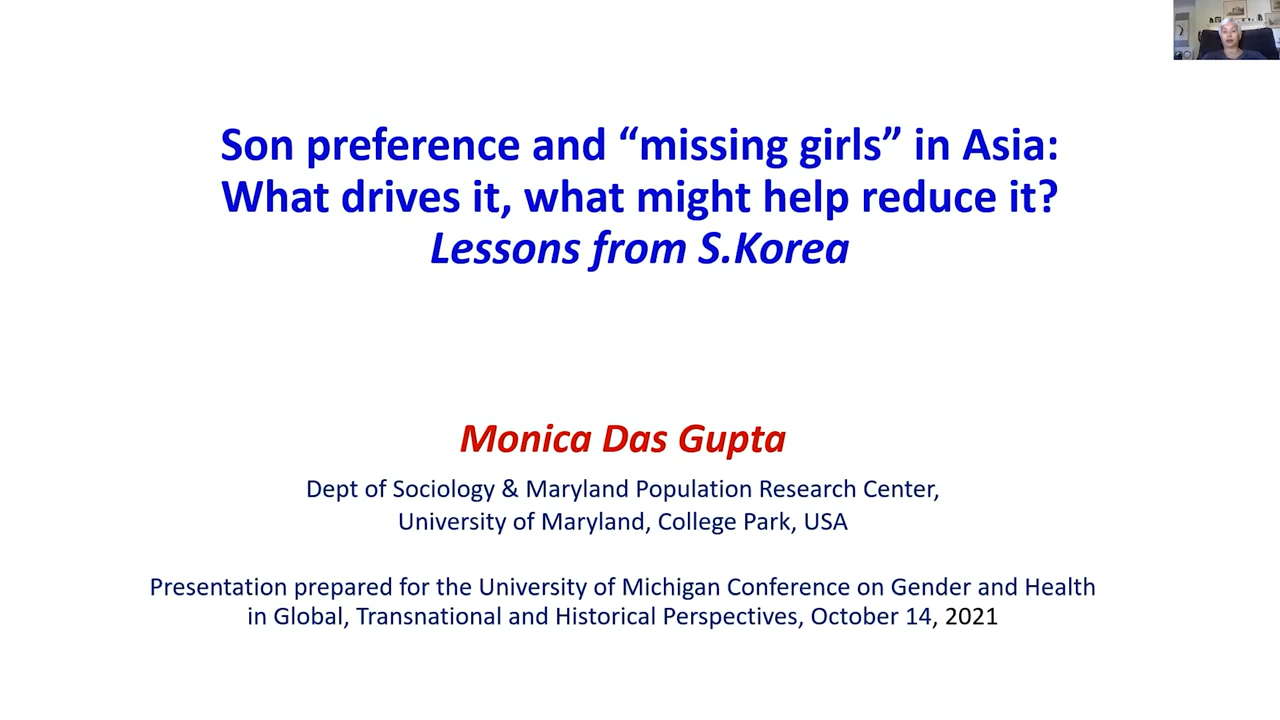 Son preference and “missing girls” in Asia:
What drives it, what might help reduce it?
Lessons from S.Korea
Monica Das Gupta
Dept of Sociology & Maryland Population Research Center,
University of Maryland, College Park, USA
Presentation prepared for the University of Michigan Conference on Gender and Health
in Global, Transnational and Historical Perspectives, October 14, 2021